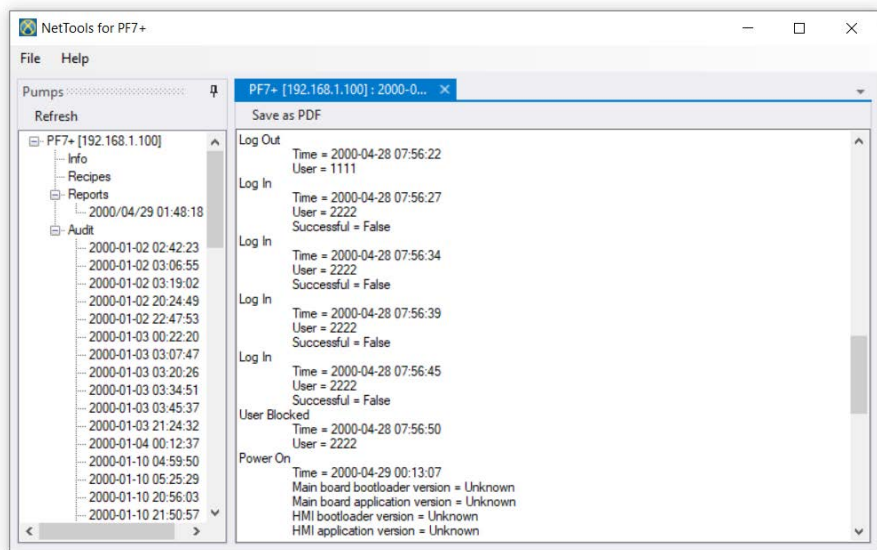 NetTools for PF7+
File Help
Pumps
Refresh
PF7+ [192.168.1.100]
Info
Recipes
Reports
2000/04/29 01:48:18
Audit
2000-01-02 02:42:23
2000-01-02 03:06:55
2000-01-02 03:19:02
2000-01-02 20:24:49
2000-01-02 22:47:53
2000-01-03 00:22:20
2000-01-03 03:07:47
2000-01-03 03:20:26
2000-01-03 03:34:51
2000-01-03 03:45:37
2000-01-03 21:24:32
2000-01-04 00:12:37
2000-01-10 04:59:50
2000-01-10 05:25:29
2000-01-10 20:56:03
2000-01-10 21:50:57
PF7+ [192.168.1.100] : 2000-0...
Save as PDF
Log Out
Time = 2000-04-28 07:56:22
User = 1111
Log In
Time = 2000-04-28 07:56:27
User = 2222
Successful = False
Log In
Time = 2000-04-28 07:56:34
User = 2222
Successful = False
Log In
Time = 2000-04-28 07:56:39
User = 2222
Successful = False
Log In
Time = 2000-04-28 07:56:45
User = 2222
Successful = False
User Blocked
Time = 2000-04-28 07:56:50
User = 2222
Power On
Time = 2000-04-29 00:13:07
Main board bootloader version = Unknown
Main board application version = Unknown
HMI bootloader version = Unknown
HMI application version = Unknown